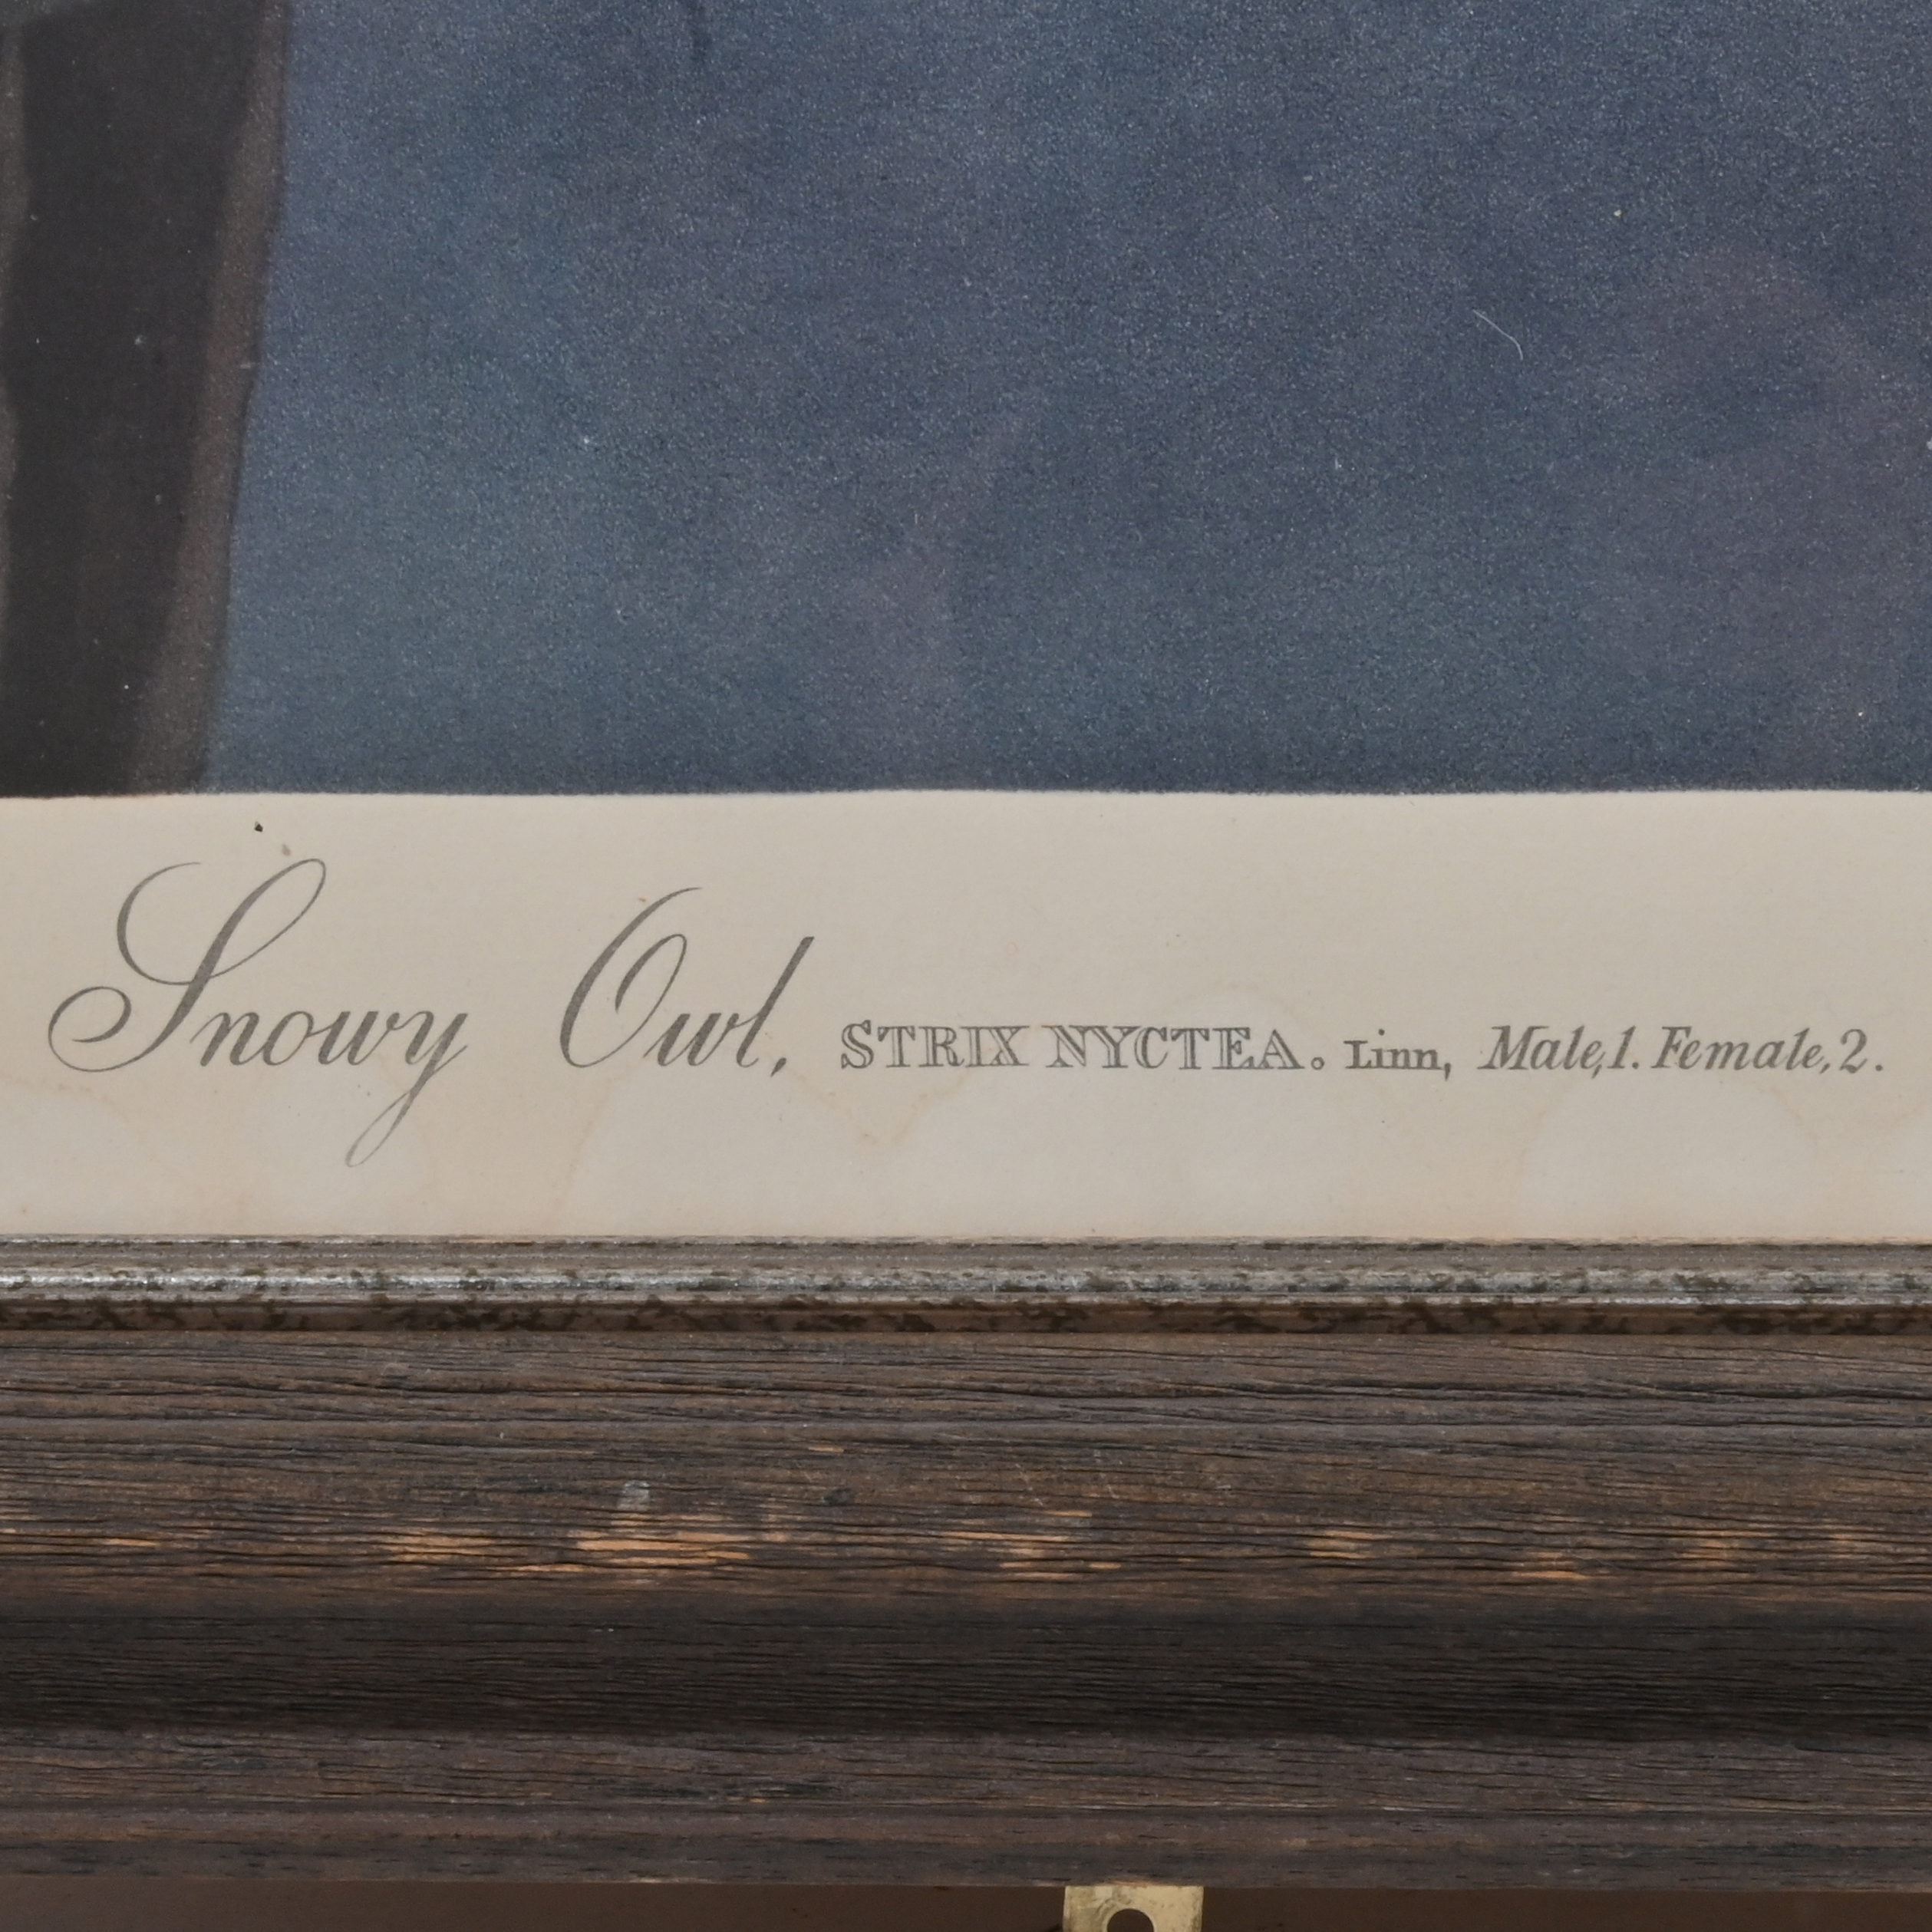 Snowy Owl, STRIX NYCTEA. Linn, Male,1. Female,2.